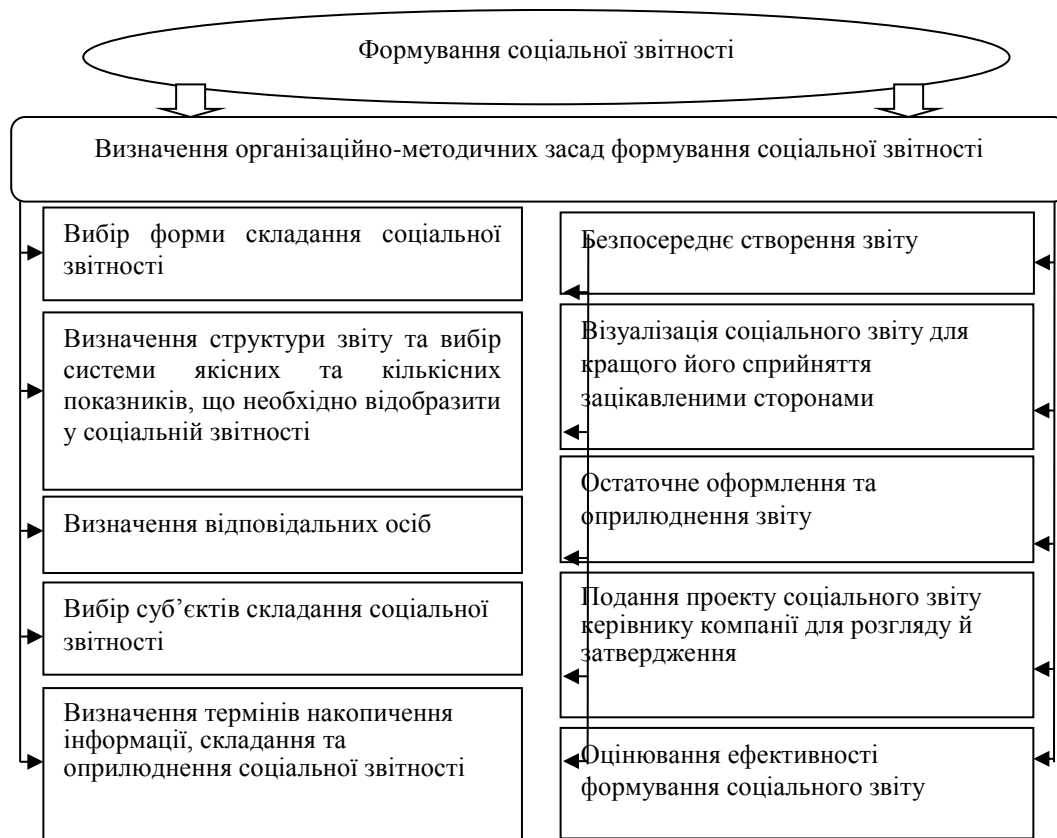 Формування соціальної звітності
Визначення організаційно-методичних засад формування соціальної звітності
Вибір форми складання соціальної
звітності
Визначення структури звіту та вибір
системи якісних та кількісних
показників, що необхідно відобразити
у соціальній звітності
Визначення відповідальних осіб
Вибір суб’єктів складання соціальної
звітності
Визначення термінів накопичення
інформації, складання та
оприлюднення соціальної звітності
Безпосереднє створення звіту
Візуалізація соціального звіту для
кращого його сприйняття
зацікавленими сторонами
Остаточне оформлення та
оприлюднення звіту
Подання проекту соціального звіту
керівнику компанії для розгляду й
затвердження
Оцінювання ефективності
формування соціального звіту